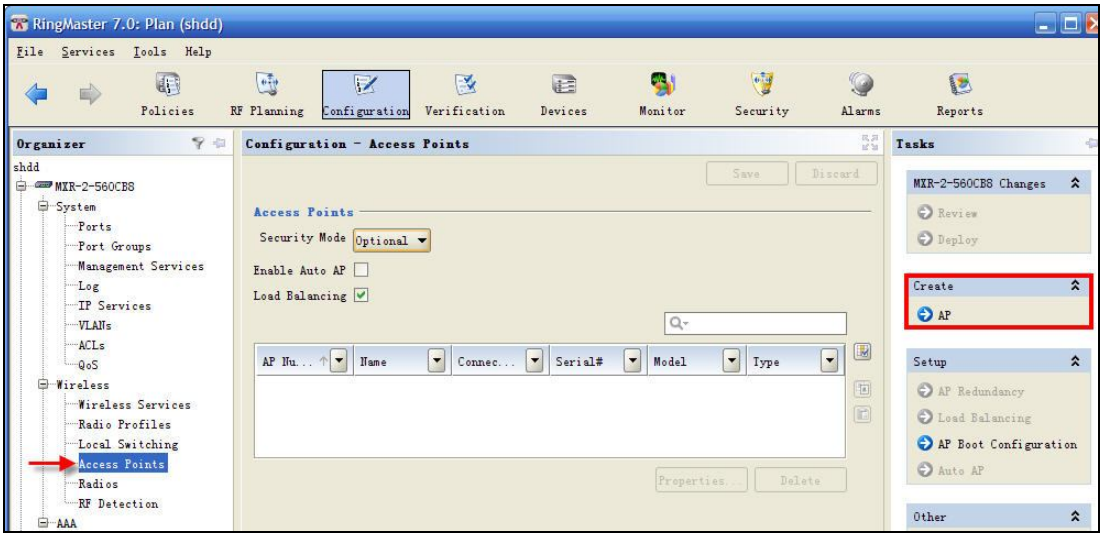 RingMaster 7.0: Plan (shdd)
File Services Tools Help
Policies RF Planning Configuration Verification Devices Monitor Security Alarms Reports
Organizer
shdd
MXR-2-560CB8
System
Ports
Port Groups
Management Services
Log
IP Services
VLANs
ACLs
QoS
Wireless
Wireless Services
Radio Profiles
Local Switching
Access Points
Radios
RF Detection
AAA
Configuration - Access Points
Save Discard
Access Points
Security Mode Optional
Enable Auto AP
Load Balancing
AP Nu... Name Connec... Serial# Model Type
Properties... Delete
Tasks
MXR-2-560CB8 Changes
Review
Deploy
Create
AP
Setup
AP Redundancy
Load Balancing
AP Boot Configuration
Auto AP
Other